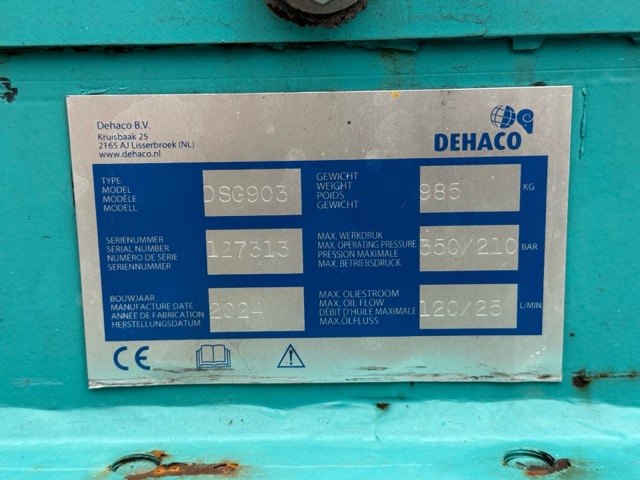 Dehaco B.V.
Kruisbaak 25
2165 AJ Lisserbroek (NL)
www.dehaco.nl
DEHACO
TYPE
MODEL
MODÈLE
MODELL
DSG903
GEWICHT
WEIGHT
POIDS
GEWICHT
985
KG
SERIENUMMER
SERIAL NUMBER
NUMÉRO DE SÉRIE
SERIENNUMMER
127313
MAX. WERKDRUK
MAX. OPERATING PRESSURE
PRESSION MAXIMALE
MAX. BETRIEBSDRUCK
350/210
BAR
BOUWJAAR
MANUFACTURE DATE
ANNÉE DE FABRICATION
HERSTELLUNGSDATUM
2024
MAX. OLIESTROOM
MAX. OIL FLOW
DÉBIT D'HUILE MAXIMALE
MAX.ÖLFLUSS
120/25
L/MIN
CE